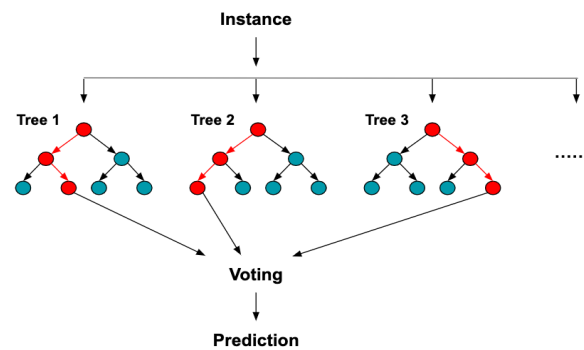 Instance
Tree 1
Tree 2
Tree 3
.....
Voting
Prediction